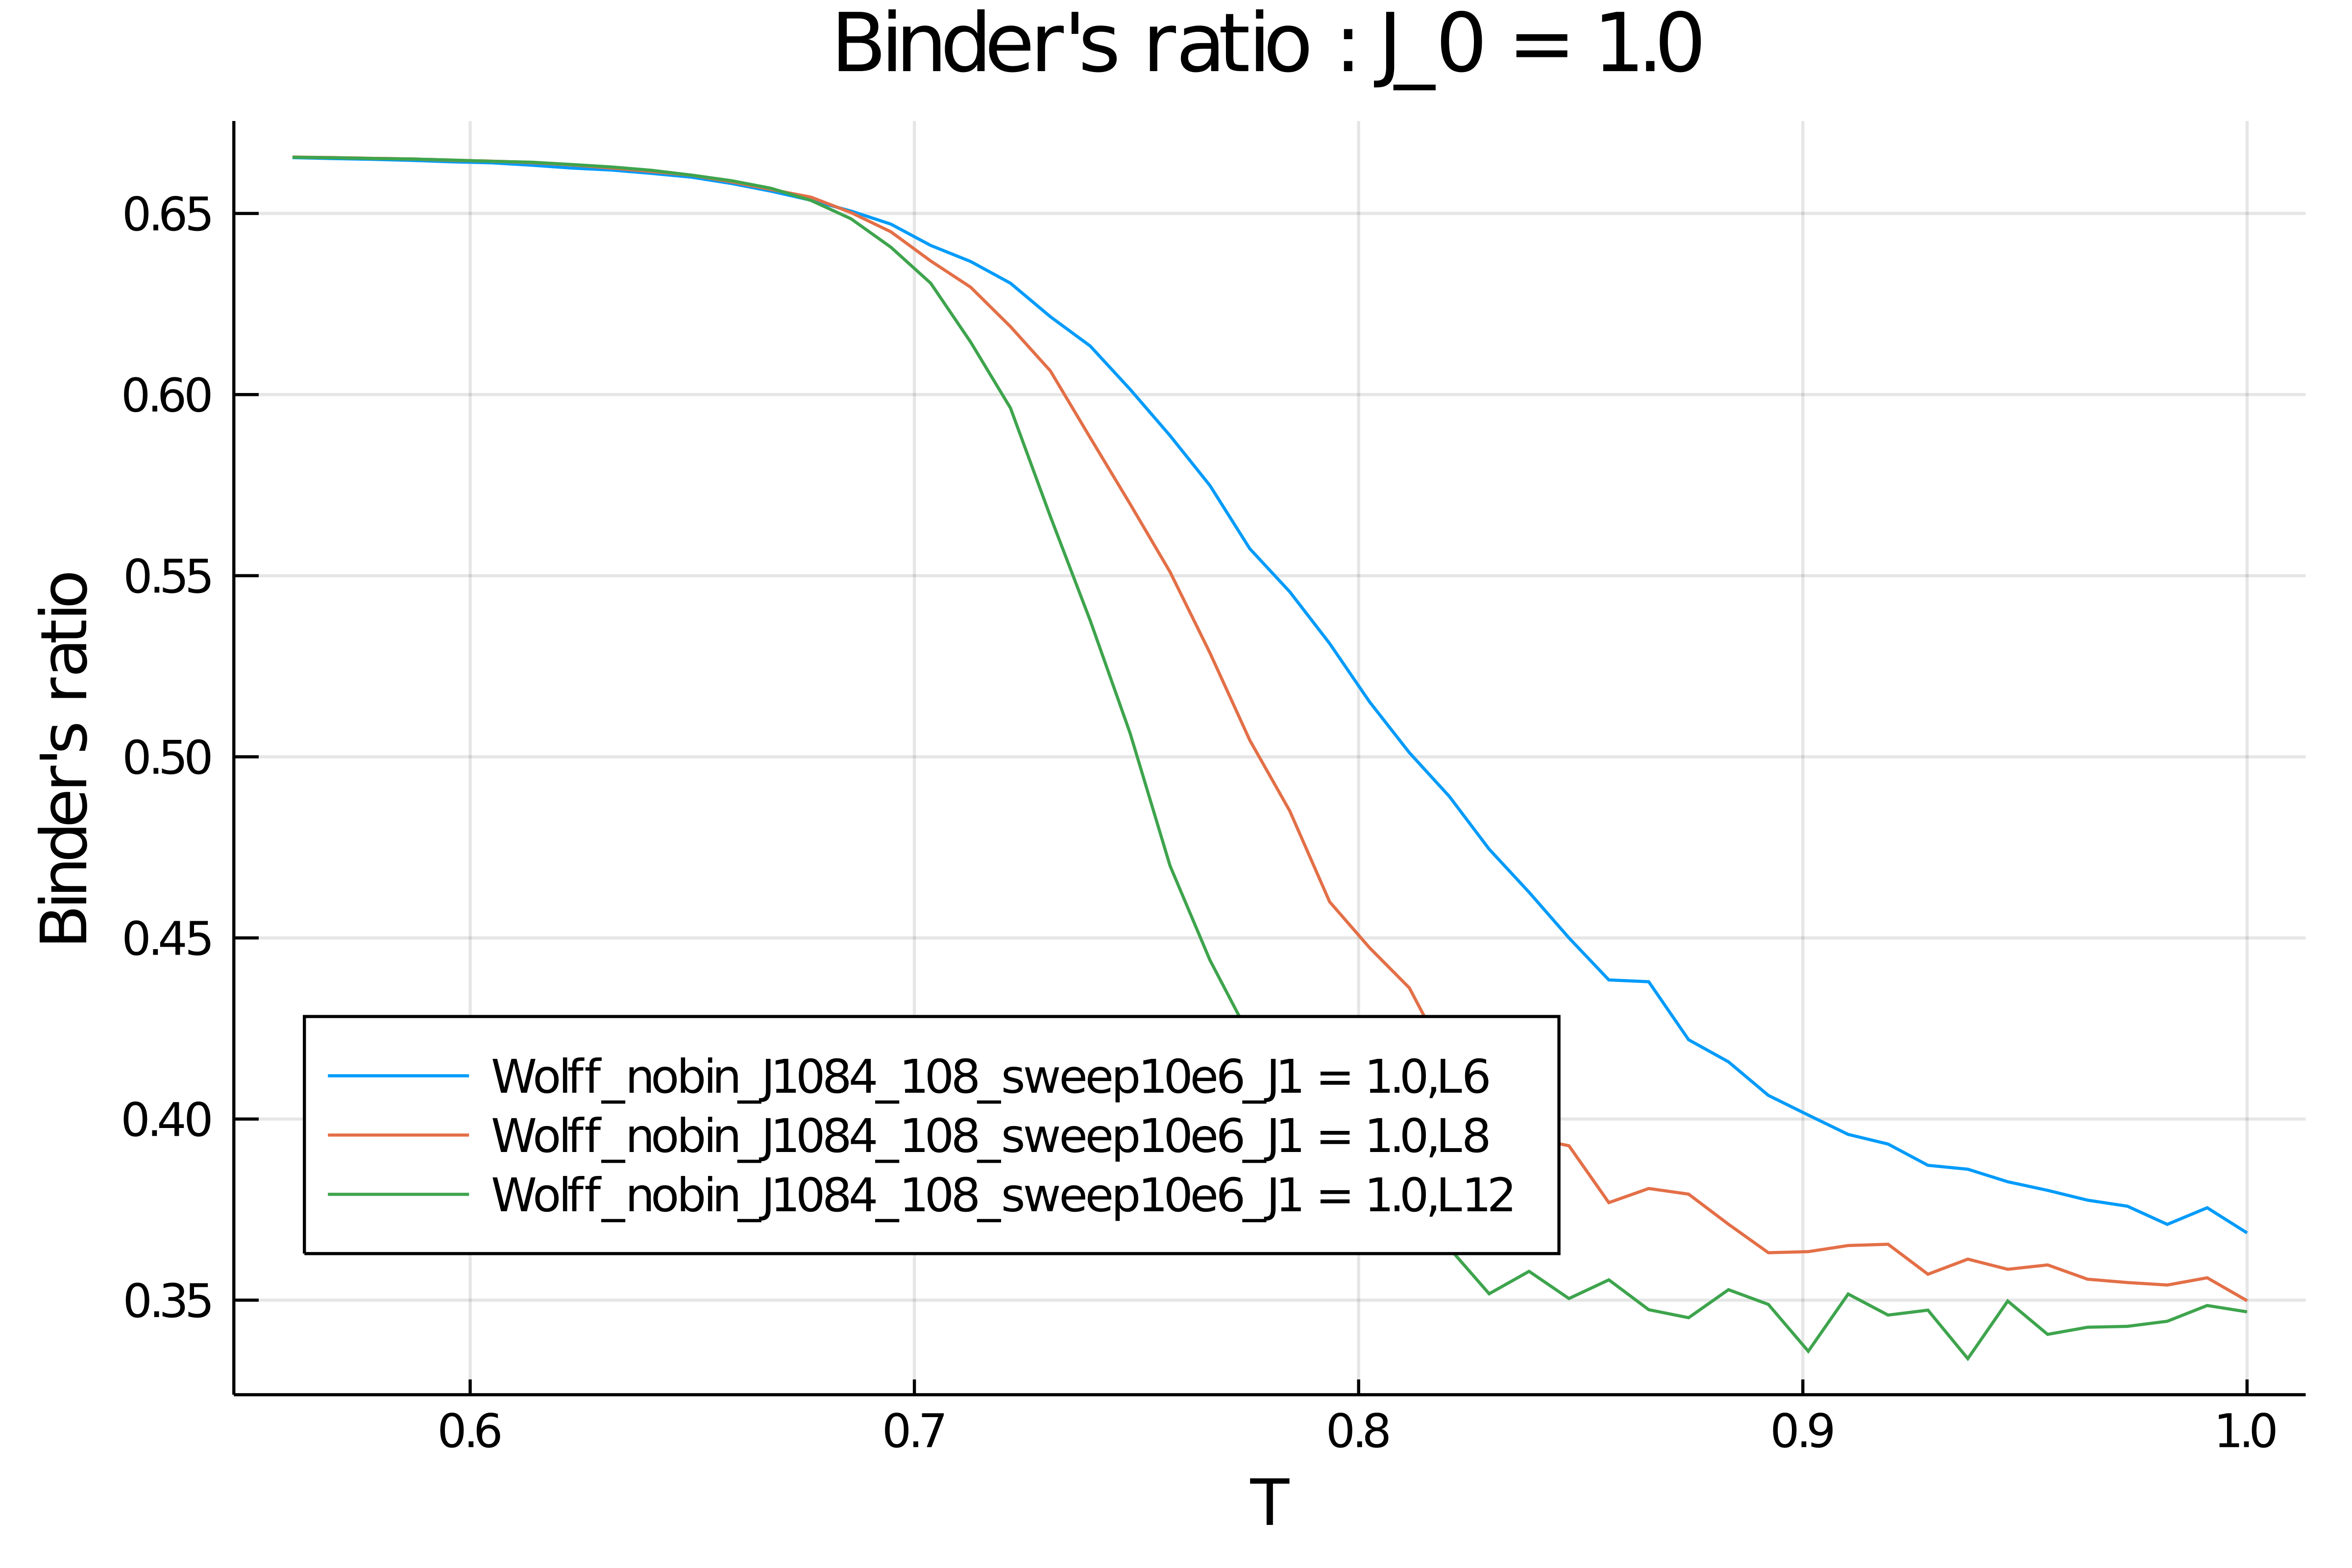 Binder's ratio : J_0 = 1.0
Binder's ratio
0.65
0.60
0.55
0.50
0.45
0.40
0.35
Wolff_nobin_J1084_108_sweep10e6_J1 = 1.0,L6
Wolff_nobin_J1084_108_sweep10e6_J1 = 1.0,L8
Wolff_nobin_J1084_108_sweep10e6_J1 = 1.0,L12
0.6 0.7 0.8 0.9 1.0
T